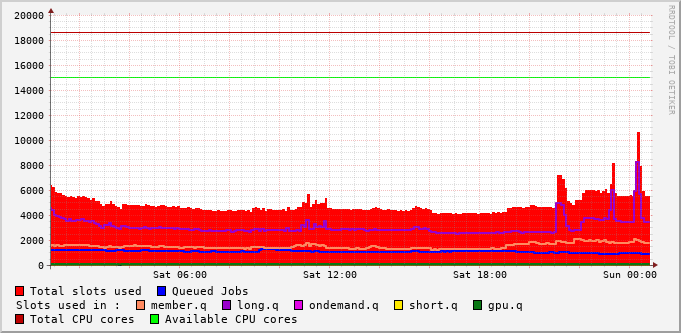 20000
18000
16000
14000
12000
10000
8000
6000
4000
2000
0
Sat 06:00 Sat 12:00 Sat 18:00 Sun 00:00
RRDTOOL / TOBI OETIKER
Total slots used Queued Jobs
Slots used in : member.q long.q ondemand.q short.q gpu.q
Total CPU cores Available CPU cores